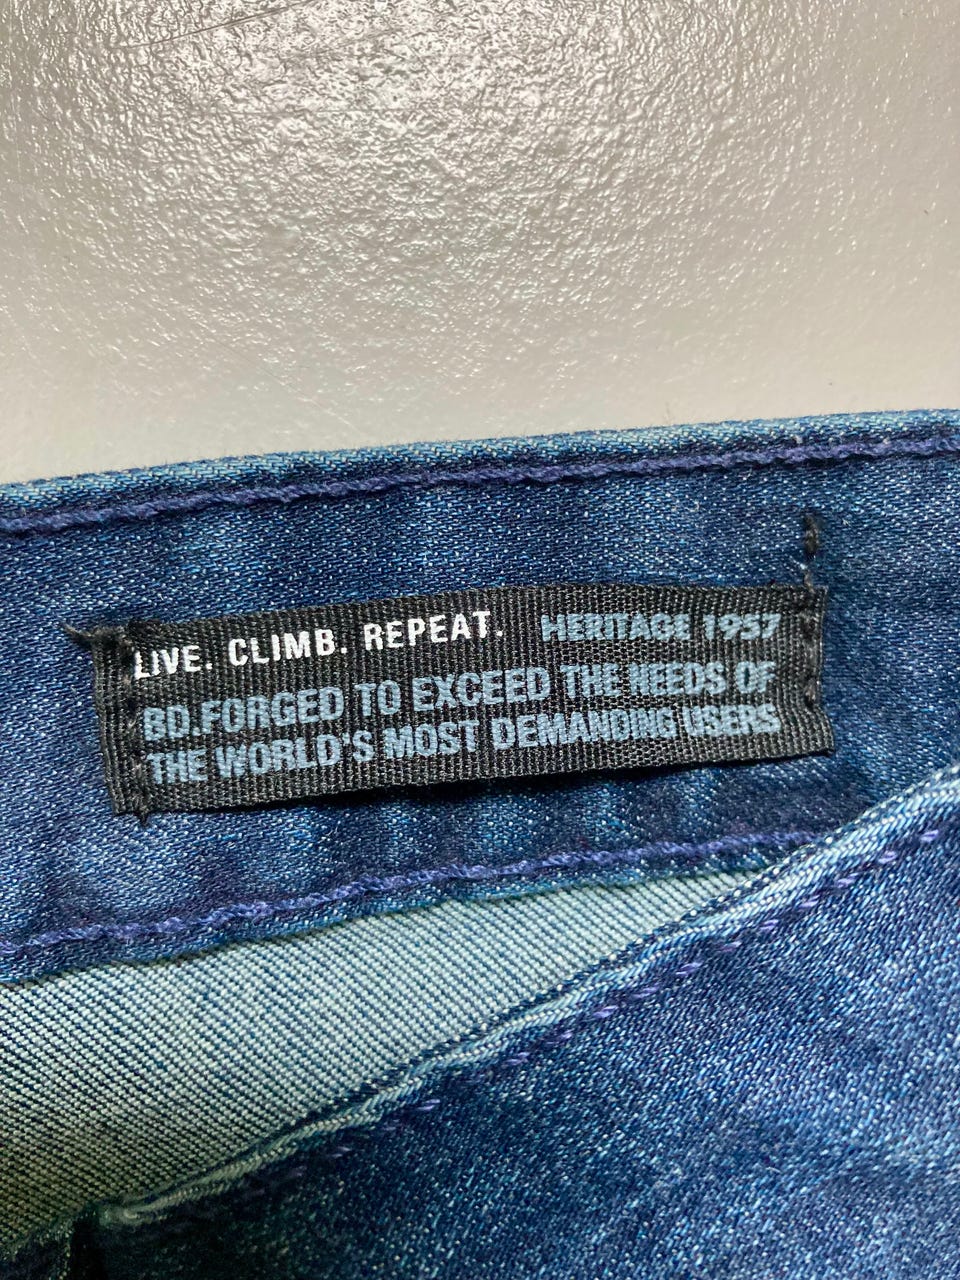 LIVE. CLIMB. REPEAT. HERITAGE 1957
BD.FORGED TO EXCEED THE NEEDS OF
THE WORLD'S MOST DEMANDING USERS